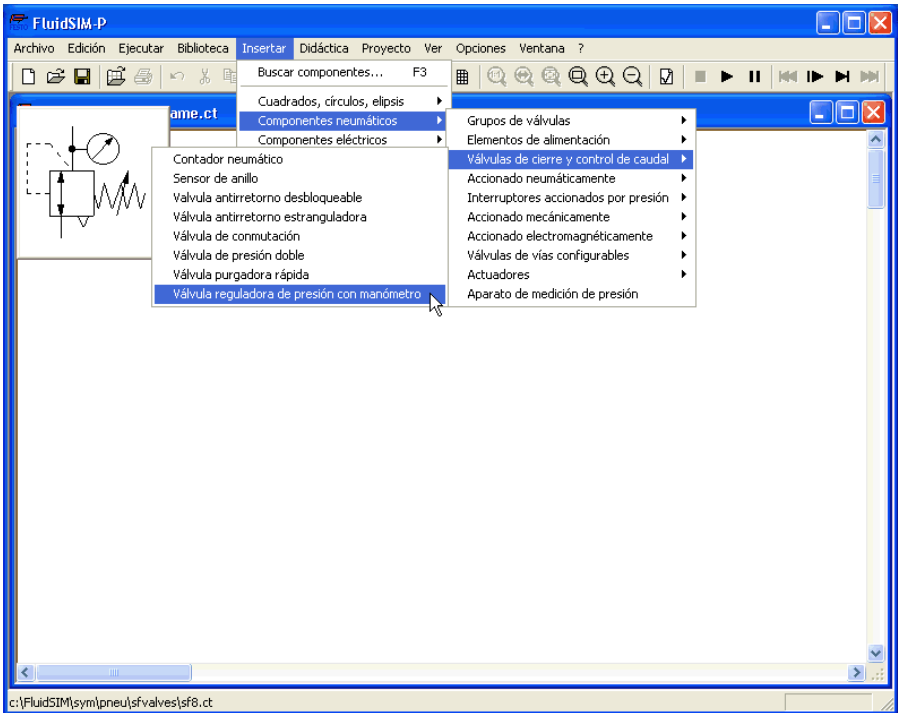 FluidSIM-P
Archivo Edición Ejecutar Biblioteca Insertar Didáctica Proyecto Ver Opciones Ventana ?
Buscar componentes... F3
Cuadrados, círculos, elipsis
Componentes neumáticos
Componentes eléctricos
ame.ct
Grupos de válvulas
Elementos de alimentación
Válvulas de cierre y control de caudal
Accionado neumáticamente
Interruptores accionados por presión
Accionado mecánicamente
Accionado electromagnéticamente
Válvulas de vías configurables
Actuadores
Aparato de medición de presión
Contador neumático
Sensor de anillo
Valvula antirretorno desbloqueable
Válvula antirretorno estranguladora
Válvula de conmutación
Válvula de presión doble
Válvula purgadora rápida
Válvula reguladora de presión con manómetro
c:\FluidSIM\sym\pneu\sfvalves\sf8.ct